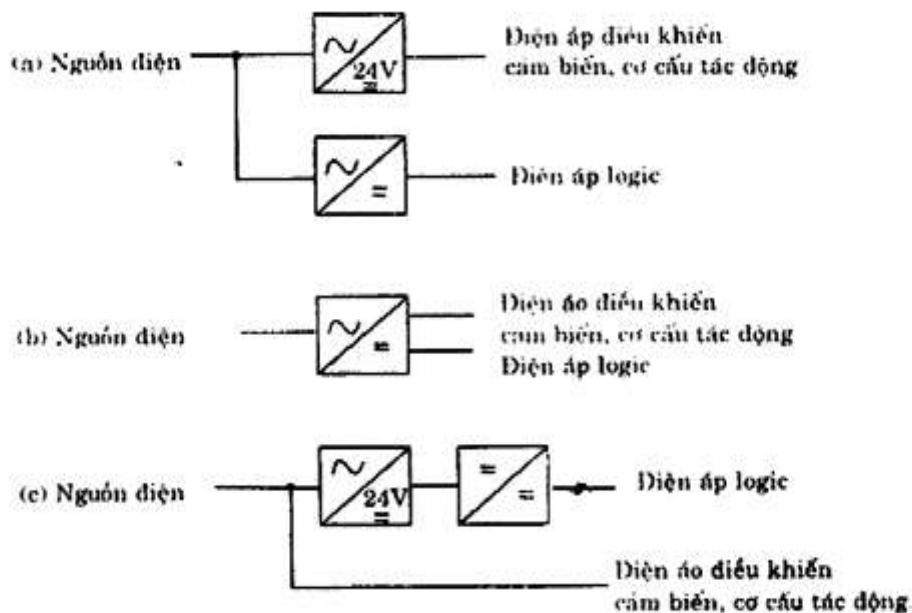 (a) Nguồn điện
24V
Điện áp điều khiển
cảm biến, cơ cấu tác động
Điện áp logic
(b) Nguồn điện
Điện áo điều khiển
cảm biến, cơ cấu tác động
Điện áp logic
(c) Nguồn điện
24V
Điện áp logic
Điện áo điều khiển
cảm biến, cơ cấu tác động